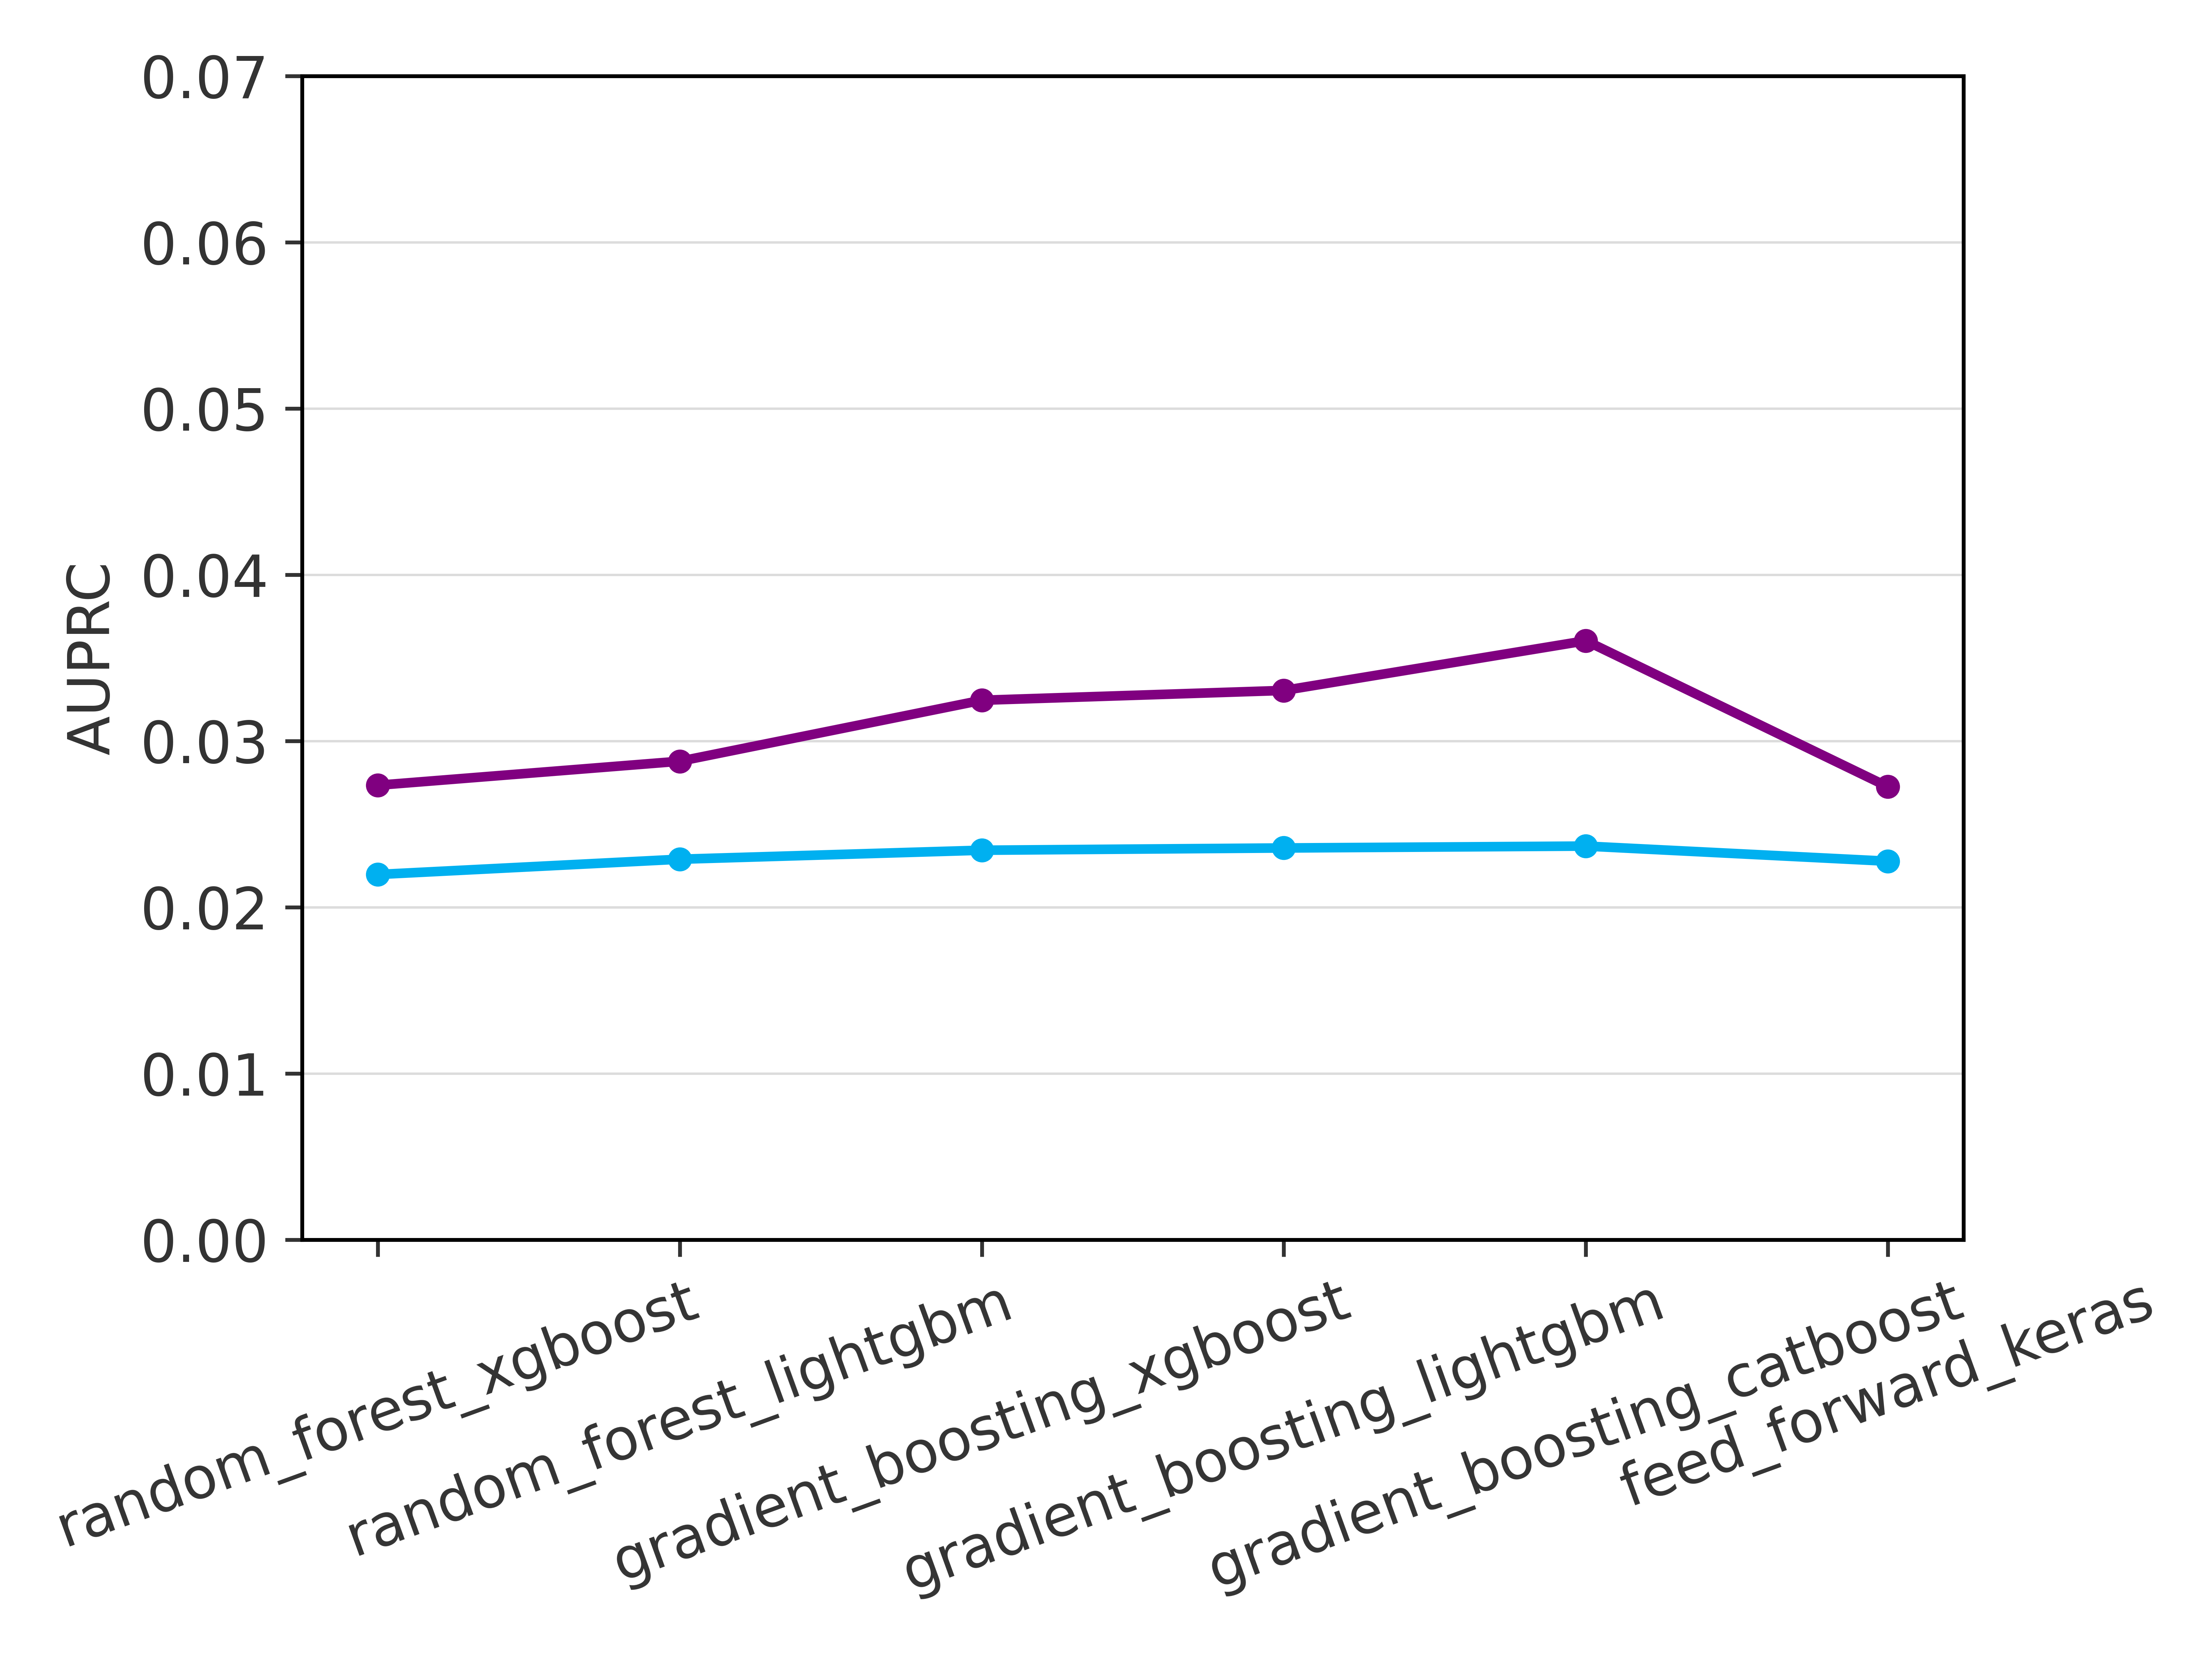 0.07
0.06
0.05
0.04
0.03
0.02
0.01
0.00
AUPRC
random_forest_xgboost
random_forest_lightgbm
gradient_boosting_xgboost
gradient_boosting_lightgbm
gradient_boosting_catboost
feed_forward_keras